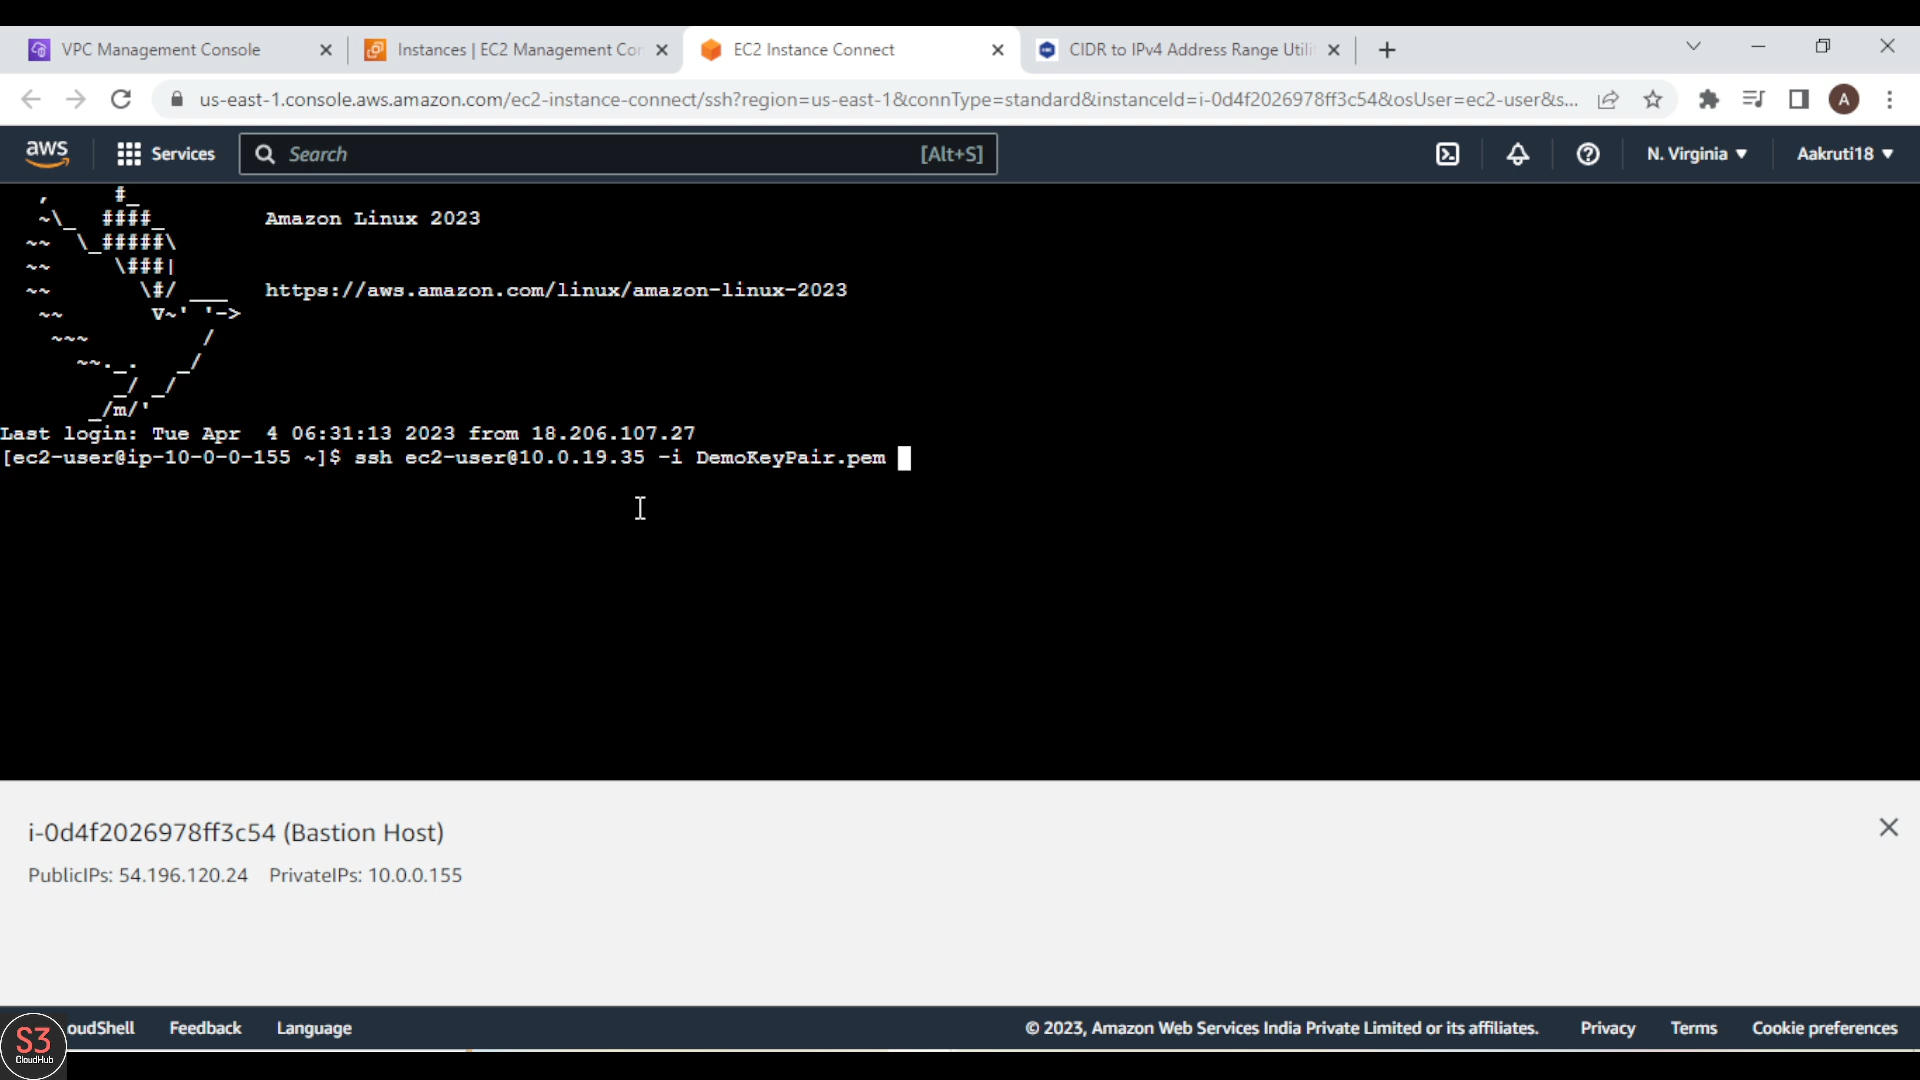 VPC Management Console
Instances | EC2 Management Con
EC2 Instance Connect
CIDR to IPv4 Address Range Utili
us-east-1.console.aws.amazon.com/ec2-instance-connect/ssh?region=us-east-1&connType=standard&instanceId=i-0d4f2026978ff3c54&osUser=ec2-user&s...
A
aws
Services
Search
[Alt+S]
N. Virginia
Aakruti18
   ,     #_
   ~\_  ####_        Amazon Linux 2023
  ~~  \_#####\
  ~~     \###|
  ~~       \#/ ___   https://aws.amazon.com/linux/amazon-linux-2023
   ~~       V~' '->
    ~~~         /
      ~~._.   _/
         _/ _/
       _/m/'
Last login: Tue Apr  4 06:31:13 2023 from 18.206.107.27
[ec2-user@ip-10-0-0-155 ~]$ ssh ec2-user@10.0.19.35 -i DemoKeyPair.pem
i-0d4f2026978ff3c54 (Bastion Host)
PublicIPs: 54.196.120.24 PrivateIPs: 10.0.0.155
S3
CloudHub
oudShell
Feedback
Language
© 2023, Amazon Web Services India Private Limited or its affiliates.
Privacy
Terms
Cookie preferences